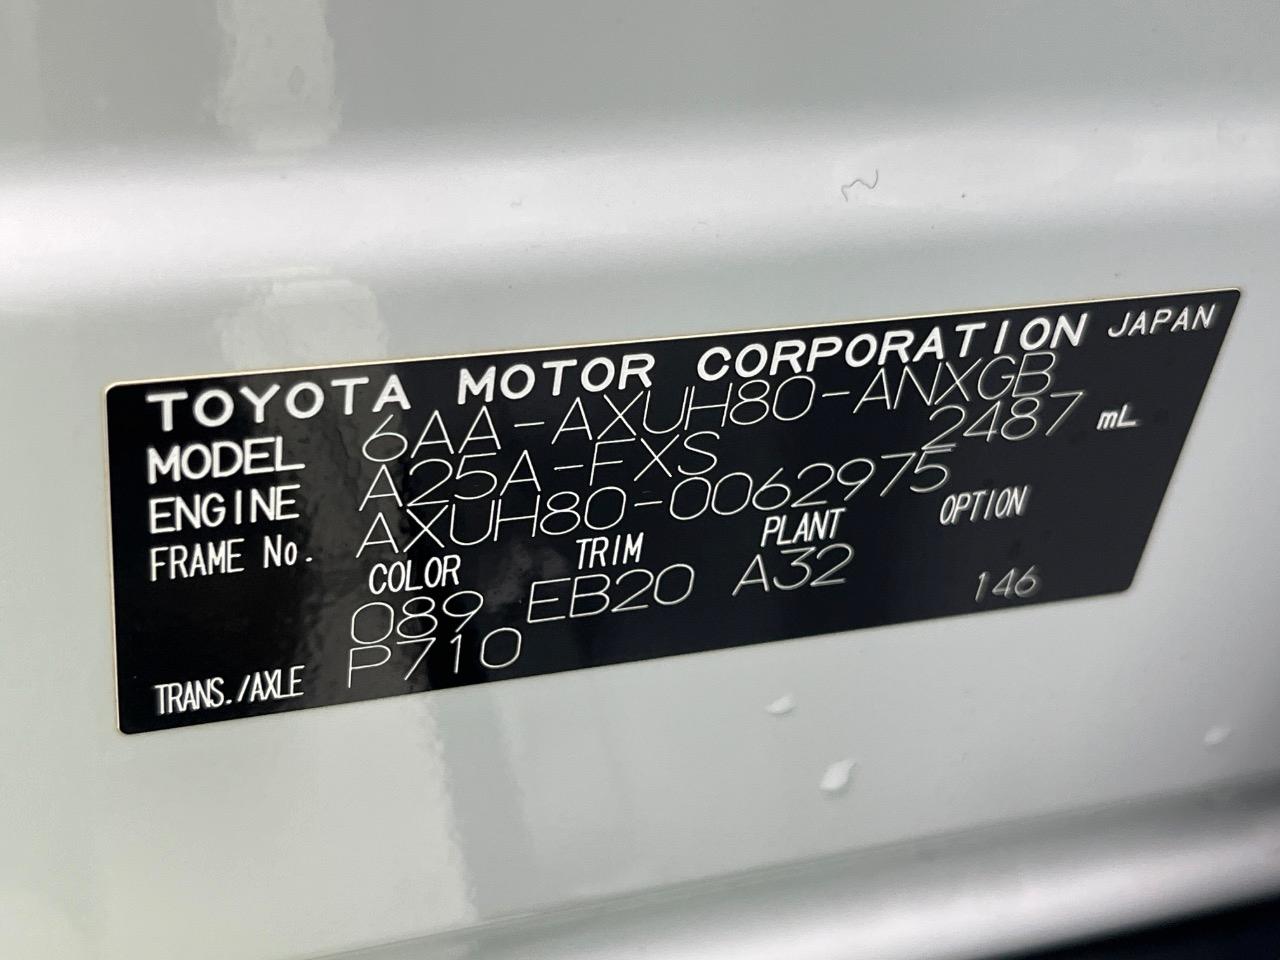 TOYOTA MOTOR CORPORATION JAPAN
MODEL 6AA-AXUH80-ANXGB
ENGINE A25A-FXS 2487 mL
FRAME No. AXUH80-0062975
COLOR TRIM PLANT OPTION
089 EB20 A32 146
TRANS./AXLE P710